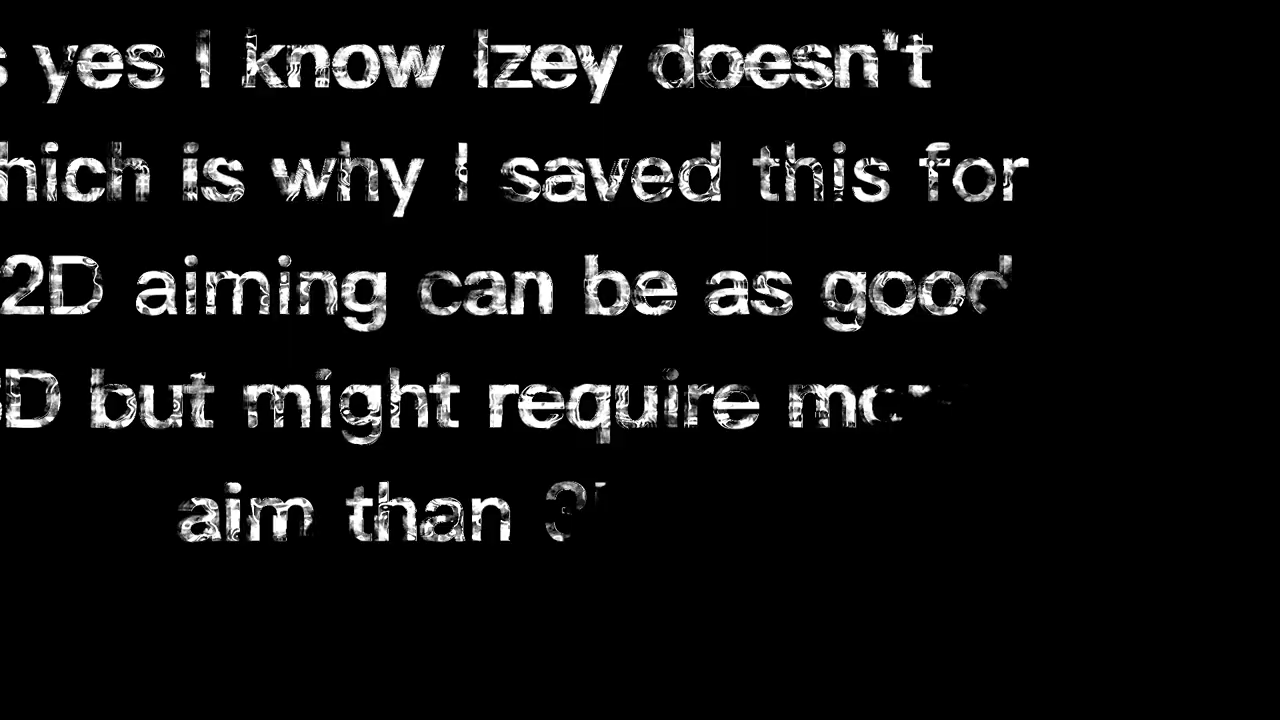 yes I know Izey doesn't
is why I saved this for
2D aiming can be as good
but might require
aim than